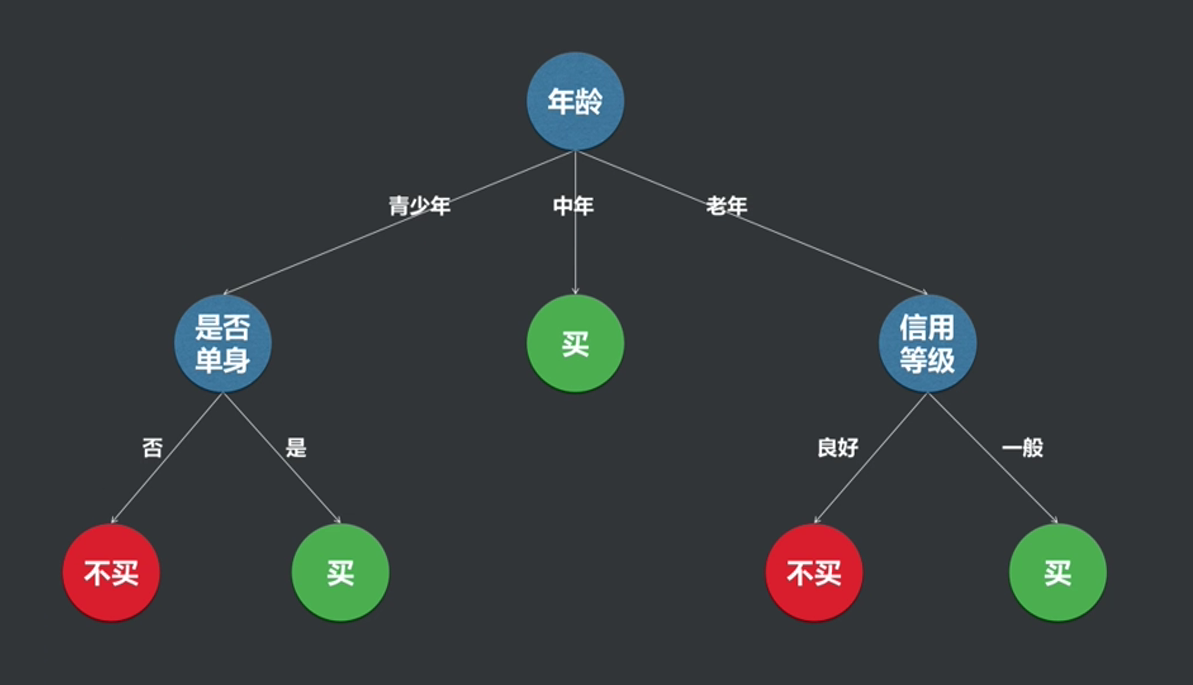 年龄
青少年
中年
老年
是否
单身
买
信用
等级
否
是
良好
一般
不买
买
不买
买